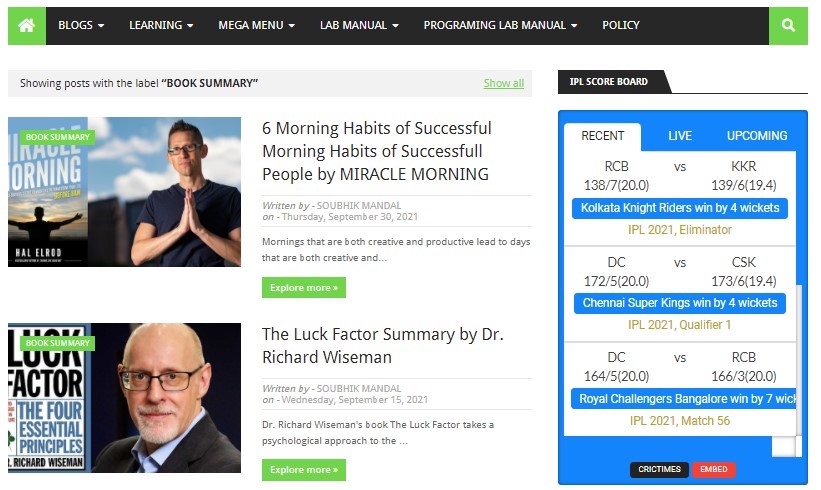 BLOGS LEARNING MEGA MENU LAB MANUAL PROGRAMING LAB MANUAL POLICY
Showing posts with the label “BOOK SUMMARY” Show all
BOOK SUMMARY
MIRACLE
MORNING
HAL ELROD
6 Morning Habits of Successful
Morning Habits of Successfull
People by MIRACLE MORNING
Written by - SOUBHIK MANDAL
on - Thursday, September 30, 2021
Mornings that are both creative and productive lead to days
that are both creative and...
Explore more »
BOOK SUMMARY
LUCK
FACTOR
THE FOUR
ESSENTIAL
PRINCIPLES
R. RICHARD WISEMAN
The Luck Factor Summary by Dr.
Richard Wiseman
Written by - SOUBHIK MANDAL
on - Wednesday, September 15, 2021
Dr. Richard Wiseman's book The Luck Factor takes a
psychological approach to the ...
Explore more »
IPL SCORE BOARD
RECENT LIVE UPCOMING
RCB vs KKR
138/7(20.0) 139/6(19.4)
Kolkata Knight Riders win by 4 wickets
IPL 2021, Eliminator
DC vs CSK
172/5(20.0) 173/6(19.4)
Chennai Super Kings win by 4 wickets
IPL 2021, Qualifier 1
DC vs RCB
164/5(20.0) 166/3(20.0)
Royal Challengers Bangalore win by 7 wick
IPL 2021, Match 56
CRICTIMES EMBED